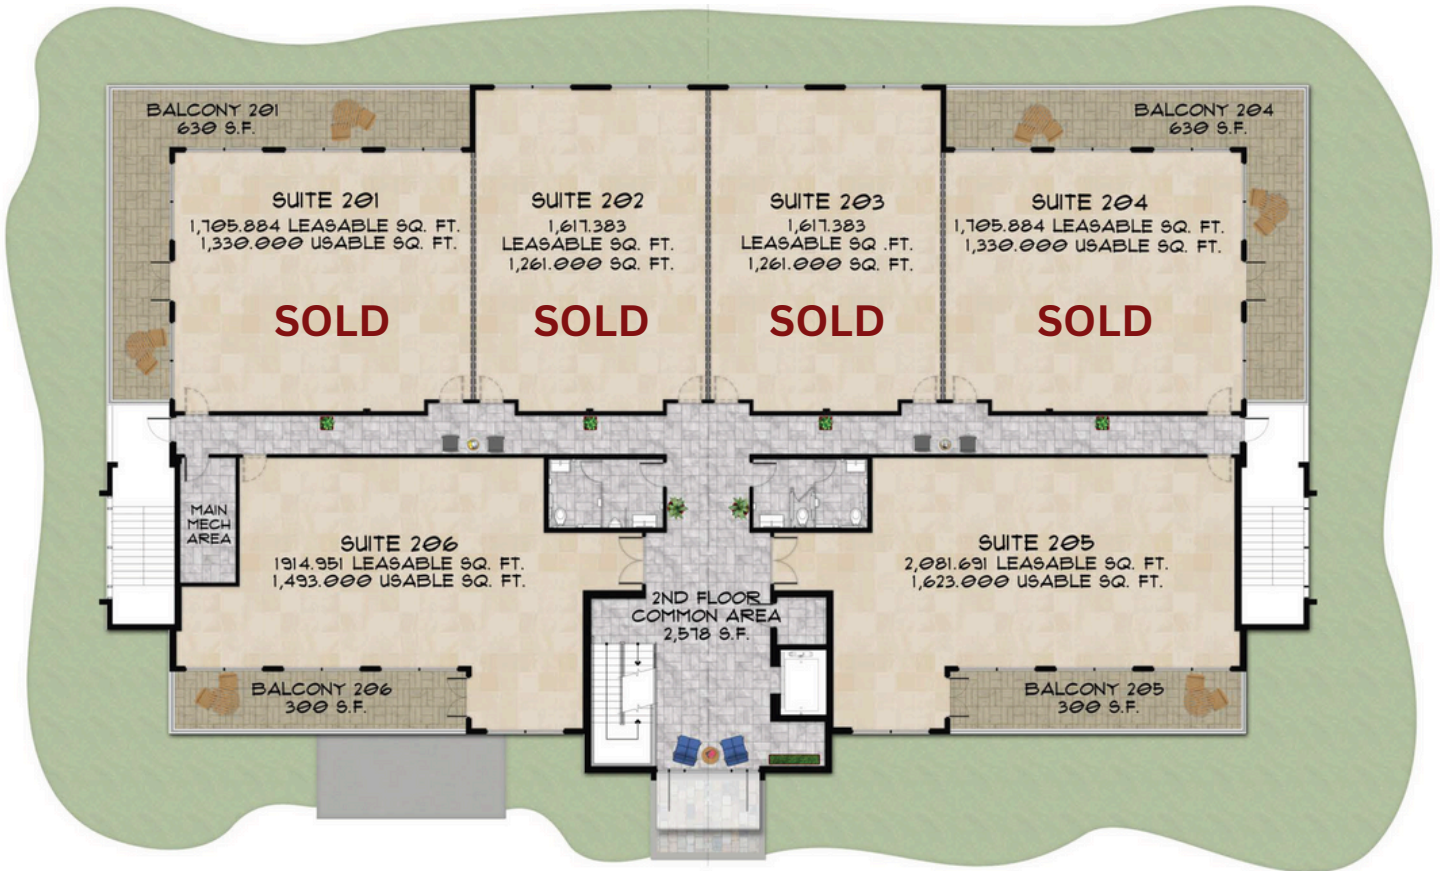 BALCONY 201
630 S.F.
BALCONY 204
630 S.F.
SUITE 201
1,705.884 LEASABLE SQ. FT.
1,330.000 USABLE SQ. FT.
SOLD
SUITE 202
1,617.383
LEASABLE SQ. FT.
1,261.000 SQ. FT.
SOLD
SUITE 203
1,617.383
LEASABLE SQ .FT.
1,261.000 SQ. FT.
SOLD
SUITE 204
1,705.884 LEASABLE SQ. FT.
1,330.000 USABLE SQ. FT.
SOLD
MAIN
MECH
AREA
SUITE 206
1914.951 LEASABLE SQ. FT.
1,493.000 USABLE SQ. FT.
SUITE 205
2,081.691 LEASABLE SQ. FT.
1,623.000 USABLE SQ. FT.
2ND FLOOR
COMMON AREA
2,578 S.F.
BALCONY 206
300 S.F.
BALCONY 205
300 S.F.